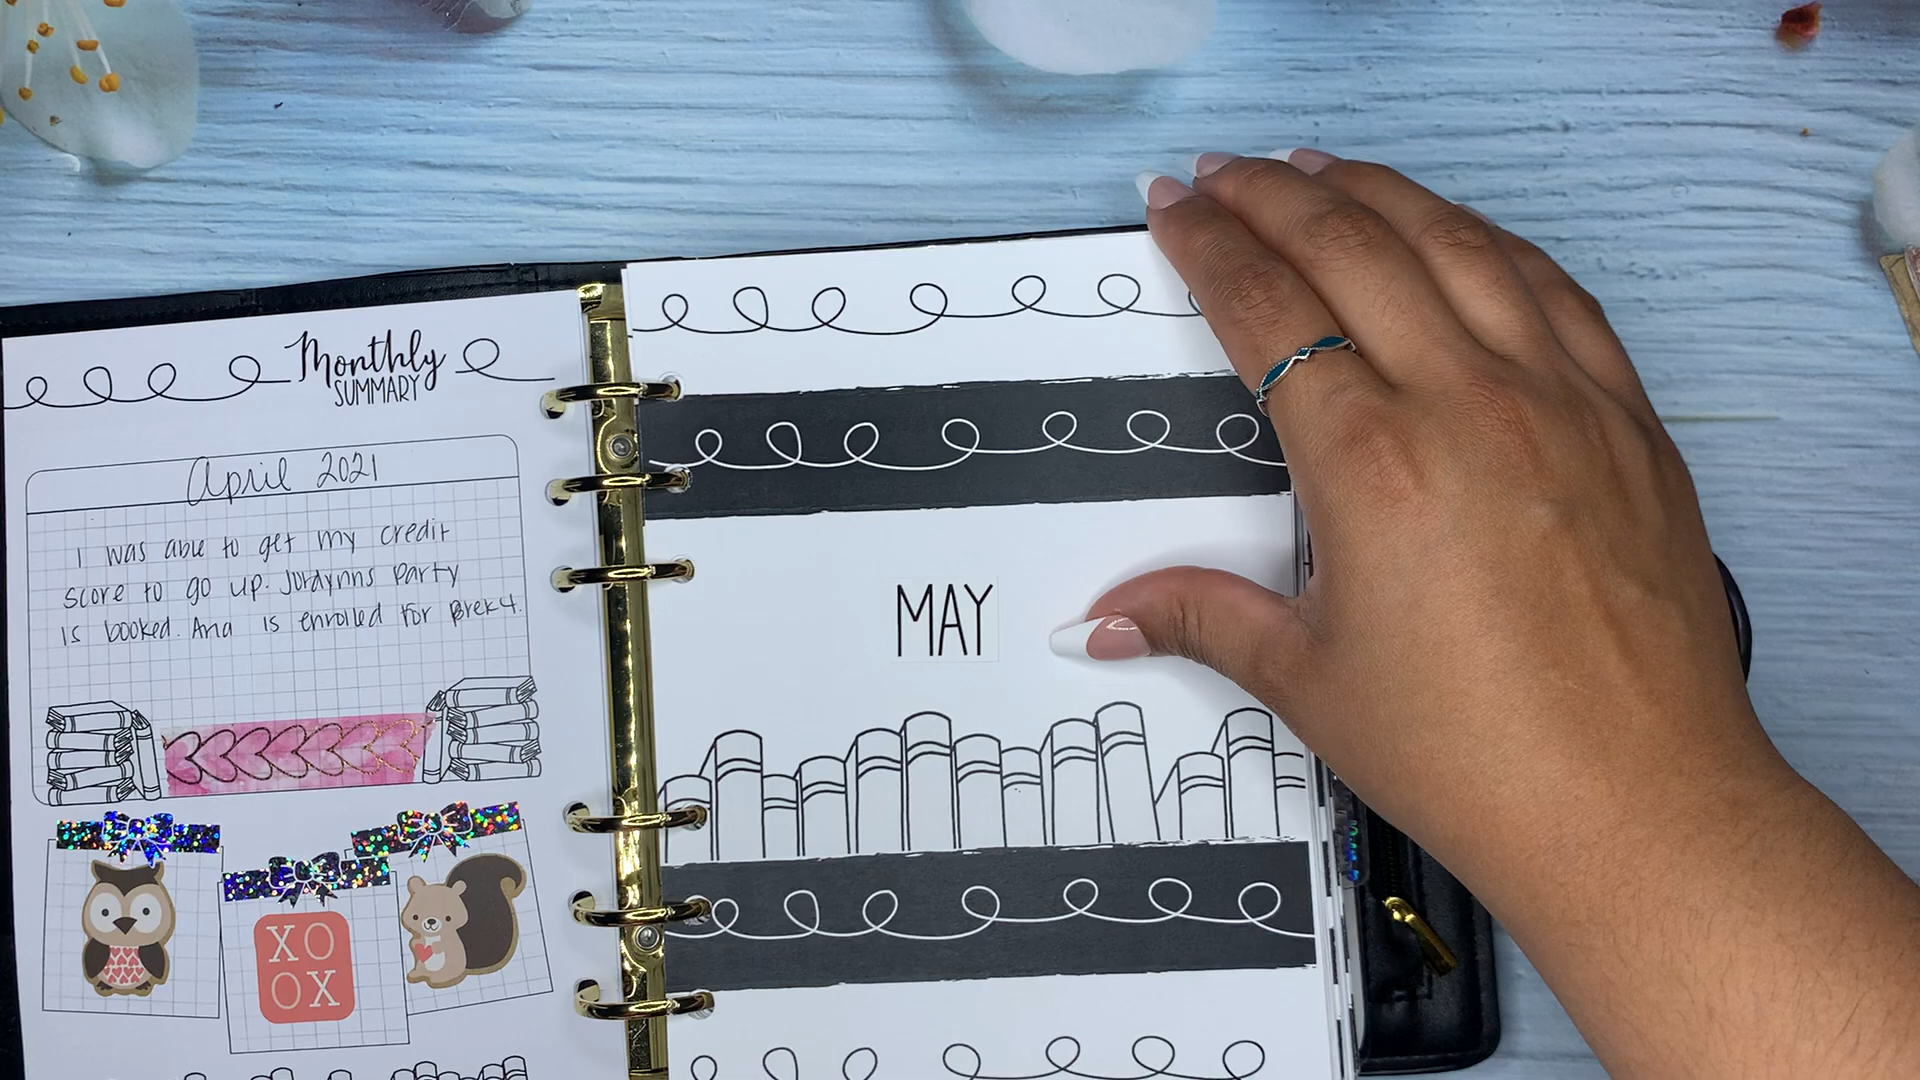 Monthly
SUMMARY
April 2021
I was able to get my credit
score to go up. Jordynns Party
is booked. Ana is enrolled for Prek4.
XO
OX
MAY